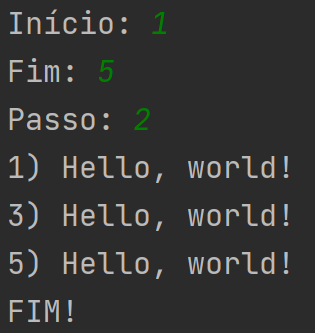 Início: 1
Fim: 5
Passo: 2
1) Hello, world!
3) Hello, world!
5) Hello, world!
FIM!